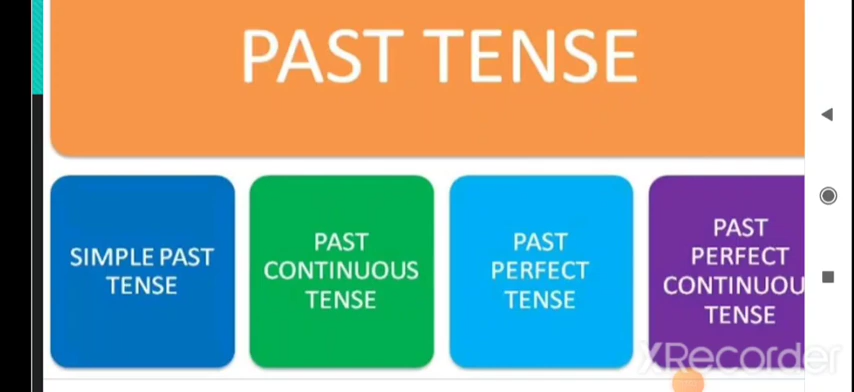 PAST TENSE
SIMPLE PAST
TENSE
PAST
CONTINUOUS
TENSE
PAST
PERFECT
TENSE
PAST
PERFECT
CONTINUOU
TENSE
XRecorder